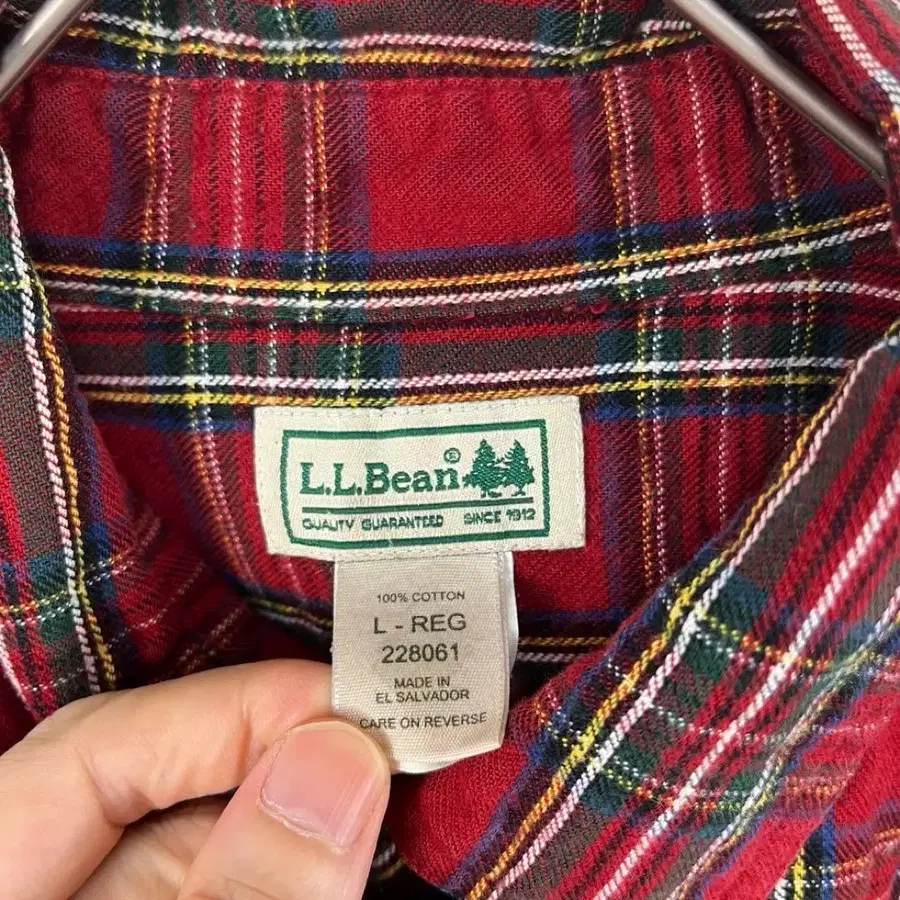 L.L.Bean®
QUALITY GUARANTEED SINCE 1912
100% COTTON
L - REG
228061
MADE IN
EL SALVADOR
CARE ON REVERSE